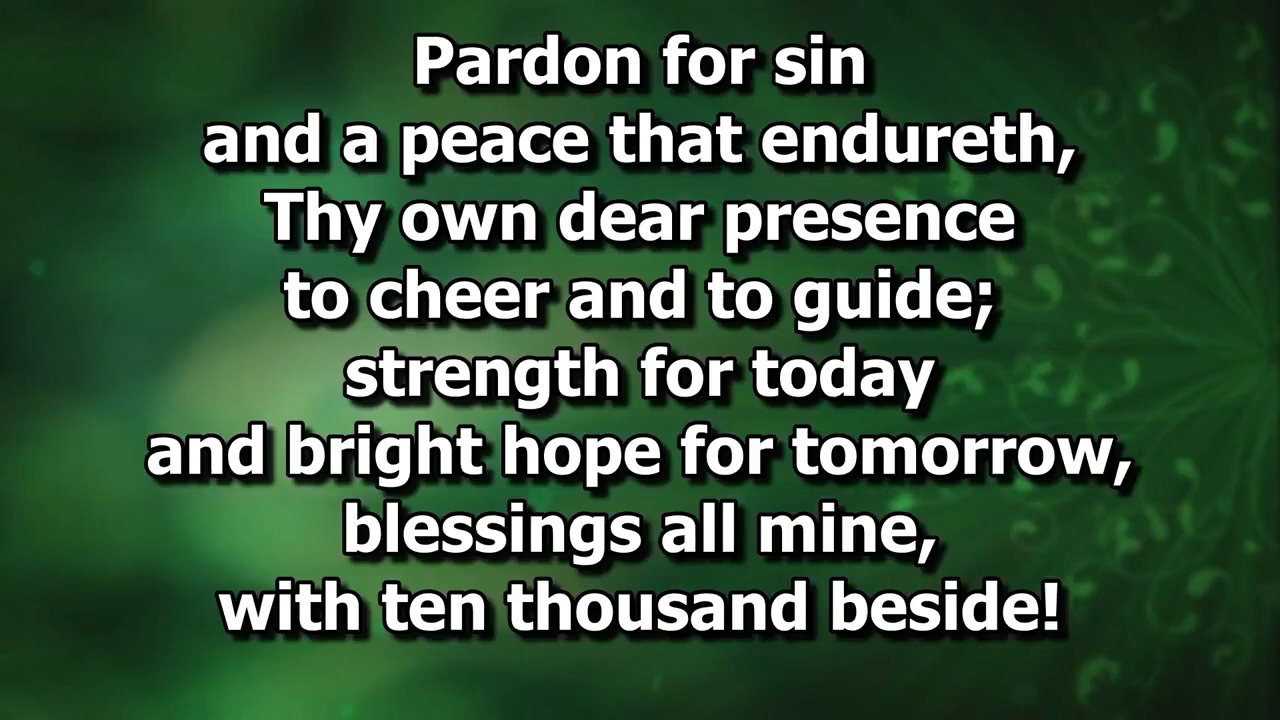 Pardon for sin
and a peace that endureth,
Thy own dear presence
to cheer and to guide;
strength for today
and bright hope for tomorrow,
blessings all mine,
with ten thousand beside!